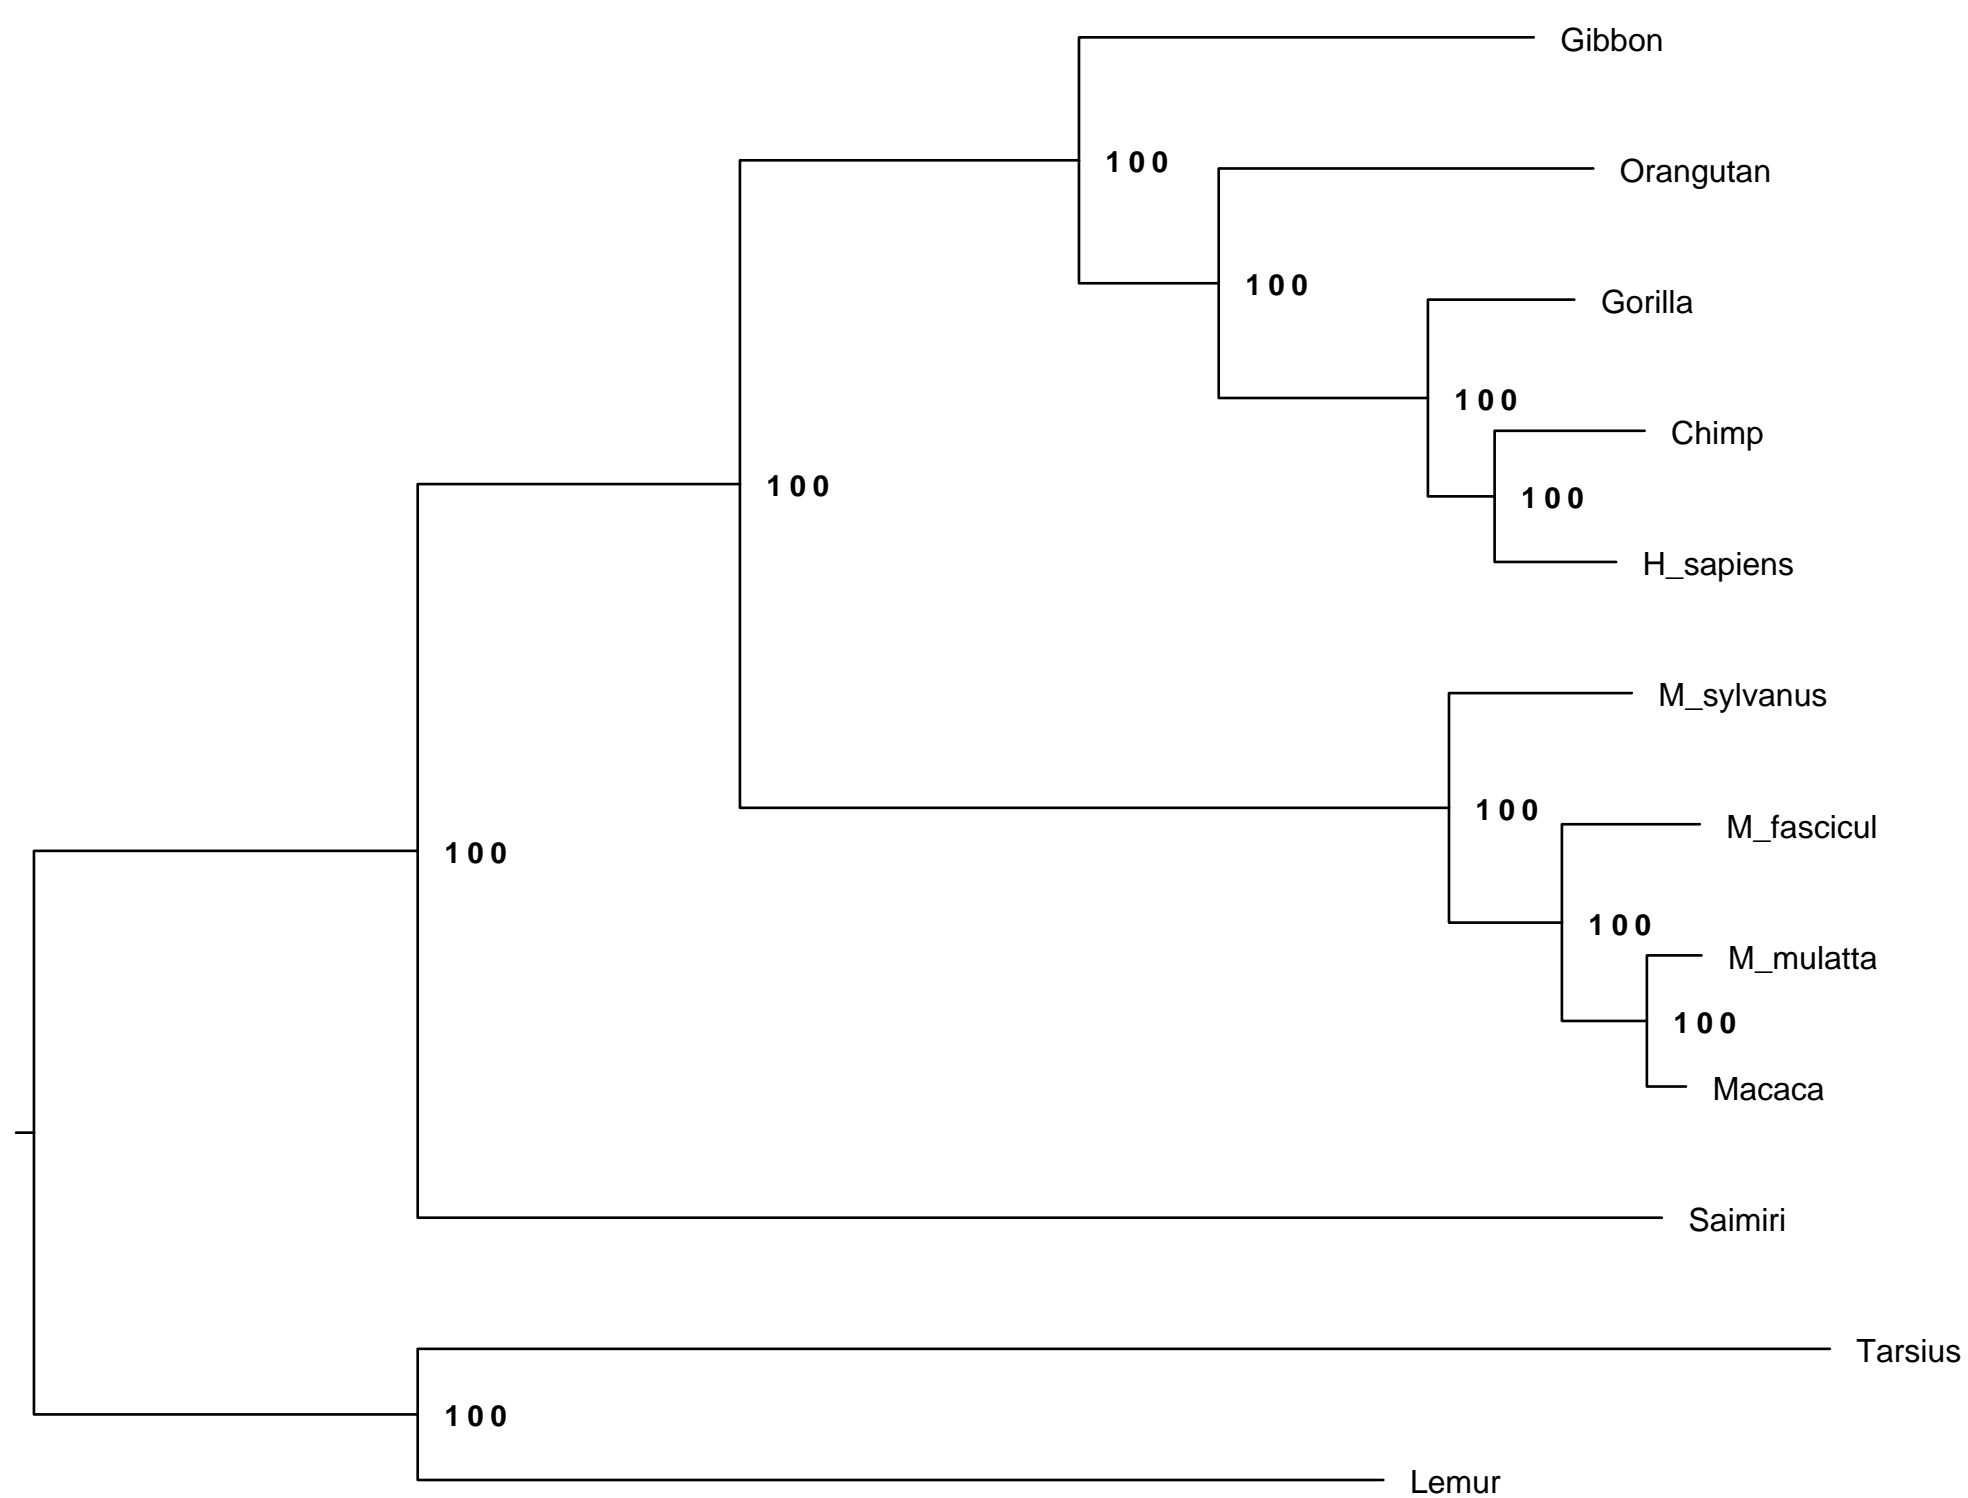 Gibbon
100
Orangutan
100
Gorilla
100
Chimp
100
100
H_sapiens
M_sylvanus
100
M_fascicul
100
100
M_mulatta
100
Macaca
Saimiri
Tarsius
100
Lemur